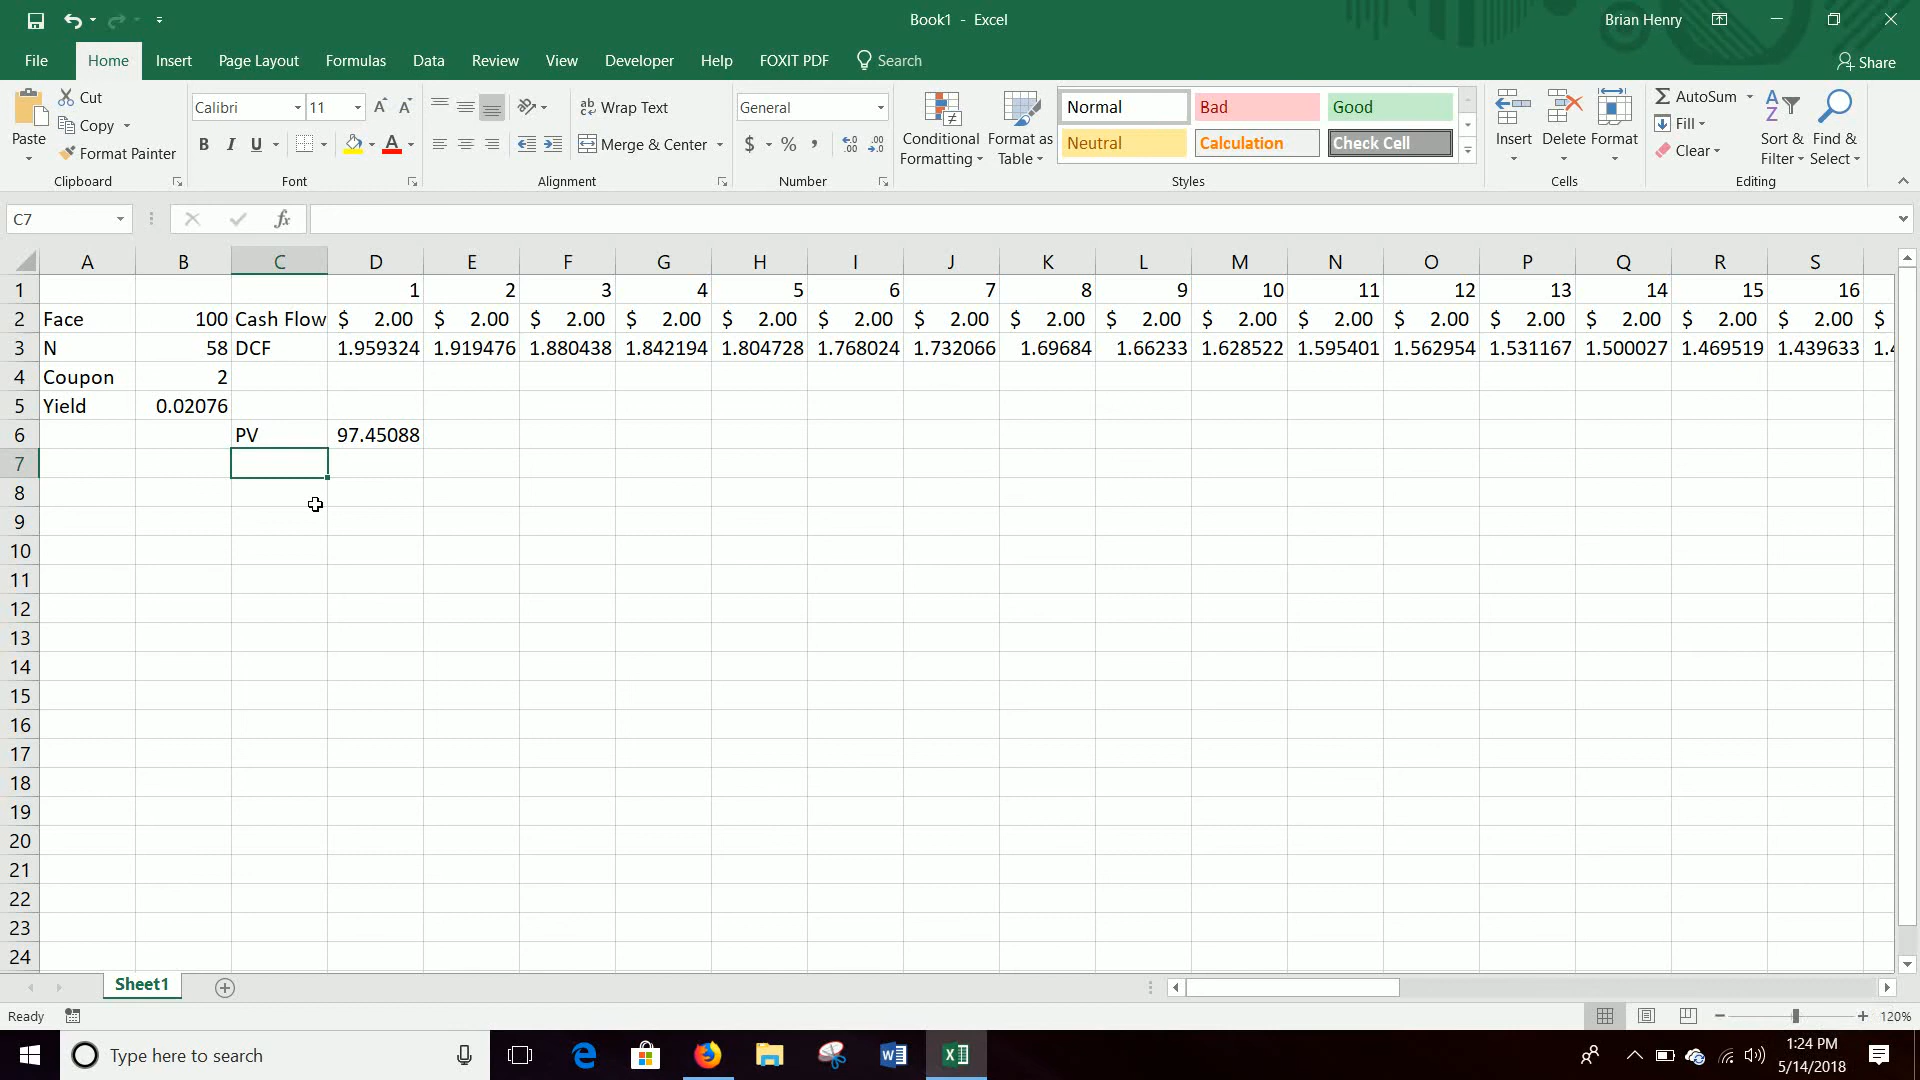 Book1 - Excel
Brian Henry
File Home Insert Page Layout Formulas Data Review View Developer Help FOXIT PDF Search Share
Paste
Cut
Copy
Format Painter
Clipboard
Calibri 11 A A
B I U A
Font
Wrap Text
Merge & Center
Alignment
General
$ % ,
Number
Conditional Formatting
Format as Table
Normal Bad Good
Neutral Calculation Check Cell
Styles
Insert Delete Format
Cells
AutoSum
Fill
Clear
Sort & Filter
Find & Select
Editing
C7 fx
A B C D E F G H I J K L M N O P Q R S
1 1 2 3 4 5 6 7 8 9 10 11 12 13 14 15 16
2 Face 100 Cash Flow $ 2.00 $ 2.00 $ 2.00 $ 2.00 $ 2.00 $ 2.00 $ 2.00 $ 2.00 $ 2.00 $ 2.00 $ 2.00 $ 2.00 $ 2.00 $ 2.00 $ 2.00 $ 2.00 $
3 N 58 DCF 1.959324 1.919476 1.880438 1.842194 1.804728 1.768024 1.732066 1.69684 1.66233 1.628522 1.595401 1.562954 1.531167 1.500027 1.469519 1.439633
4 Coupon 2
5 Yield 0.02076
6 PV 97.45088
7
8
9
10
11
12
13
14
15
16
17
18
19
20
21
22
23
24
Sheet1
Ready 120%
Type here to search
1:24 PM
5/14/2018